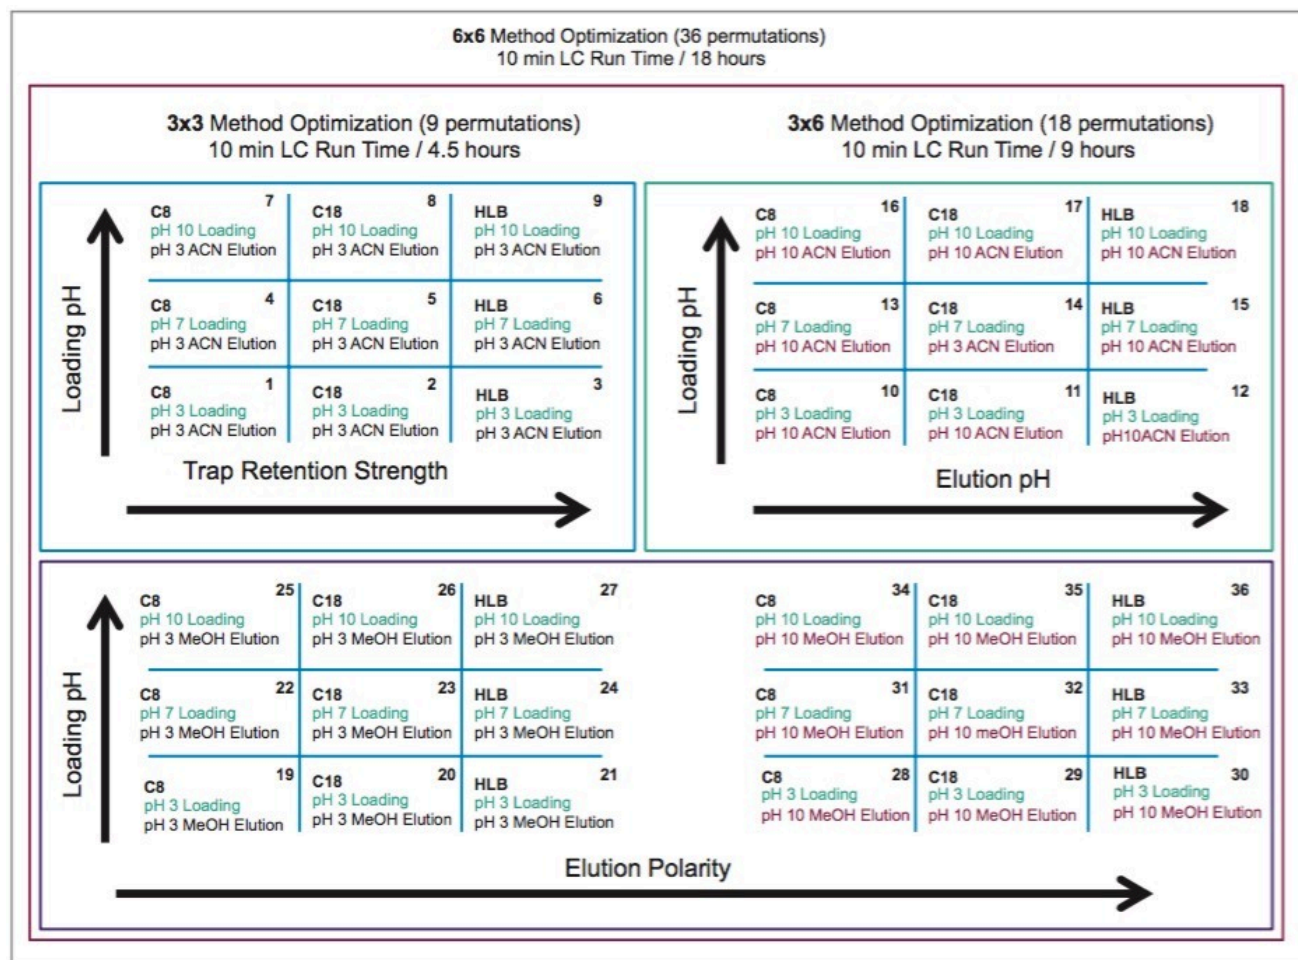 6x6 Method Optimization (36 permutations)
10 min LC Run Time / 18 hours
3x3 Method Optimization (9 permutations)
10 min LC Run Time / 4.5 hours
Loading pH
C8 7
pH 10 Loading
pH 3 ACN Elution
C18 8
pH 10 Loading
pH 3 ACN Elution
HLB 9
pH 10 Loading
pH 3 ACN Elution
C8 4
pH 7 Loading
pH 3 ACN Elution
C18 5
pH 7 Loading
pH 3 ACN Elution
HLB 6
pH 7 Loading
pH 3 ACN Elution
C8 1
pH 3 Loading
pH 3 ACN Elution
C18 2
pH 3 Loading
pH 3 ACN Elution
HLB 3
pH 3 Loading
pH 3 ACN Elution
Trap Retention Strength
3x6 Method Optimization (18 permutations)
10 min LC Run Time / 9 hours
Loading pH
C8 16
pH 10 Loading
pH 10 ACN Elution
C18 17
pH 10 Loading
pH 10 ACN Elution
HLB 18
pH 10 Loading
pH 10 ACN Elution
C8 13
pH 7 Loading
pH 10 ACN Elution
C18 14
pH 7 Loading
pH 3 ACN Elution
HLB 15
pH 7 Loading
pH 10 ACN Elution
C8 10
pH 3 Loading
pH 10 ACN Elution
C18 11
pH 3 Loading
pH 10 ACN Elution
HLB 12
pH 3 Loading
pH10ACN Elution
Elution pH
Loading pH
C8 25
pH 10 Loading
pH 3 MeOH Elution
C18 26
pH 10 Loading
pH 3 MeOH Elution
HLB 27
pH 10 Loading
pH 3 MeOH Elution
C8 34
pH 10 Loading
pH 10 MeOH Elution
C18 35
pH 10 Loading
pH 10 MeOH Elution
HLB 36
pH 10 Loading
pH 10 MeOH Elution
C8 22
pH 7 Loading
pH 3 MeOH Elution
C18 23
pH 7 Loading
pH 3 MeOH Elution
HLB 24
pH 7 Loading
pH 3 MeOH Elution
C8 31
pH 7 Loading
pH 10 MeOH Elution
C18 32
pH 7 Loading
pH 10 meOH Elution
HLB 33
pH 7 Loading
pH 10 MeOH Elution
C8 19
pH 3 Loading
pH 3 MeOH Elution
C18 20
pH 3 Loading
pH 3 MeOH Elution
HLB 21
pH 3 Loading
pH 3 MeOH Elution
C8 28
pH 3 Loading
pH 10 MeOH Elution
C18 29
pH 3 Loading
pH 10 MeOH Elution
HLB 30
pH 3 Loading
pH 10 MeOH Elution
Elution Polarity